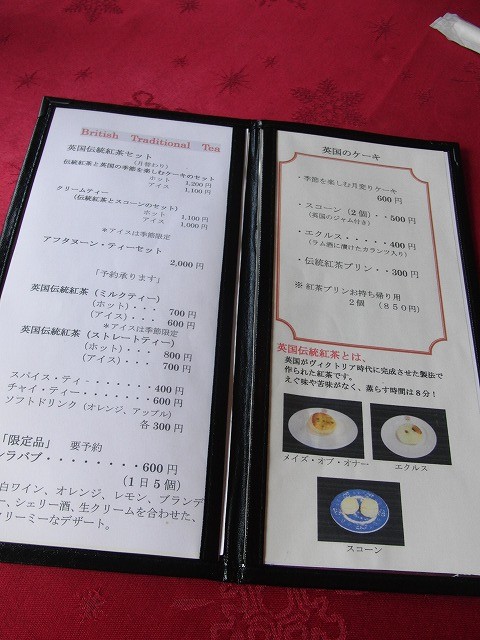 British Traditional Tea
英国伝統紅茶セット
(月替わり)
伝統紅茶と英国の季節を楽しむケーキのセット
ホット 1,200円
アイス 1,100円
クリームティー
(伝統紅茶とスコーンのセット)
ホット 1,100円
アイス 1,000円
＊アイスは季節限定
アフタヌーン・ティーセット
2,000円
「予約承ります」
英国伝統紅茶（ミルクティー）
（ホット）・・・ 700円
（アイス）・・・ 600円
＊アイスは季節限定
英国伝統紅茶（ストレートティー）
（ホット）・・・ 800円
（アイス）・・・ 700円
スパイス・ティ・・・・・・400円
チャイ・ティー・・・・・・・600円
ソフトドリンク（オレンジ、アップル）
各300円
「限定品」 要予約
ラバブ・・・・・・・・・600円
（1日5個）
白ワイン、オレンジ、レモン、ブランデ
ー、シェリー酒、生クリームを合わせた、
クリーミーなデザート。
英国のケーキ
・季節を楽しむ月変りケーキ
600円
・スコーン（2個）・・500円
(英国のジャム付き)
・エクルス・・・・・400円
(ラム酒に漬けたカランツ入り)
・伝統紅茶プリン・・300円
※ 紅茶プリンお持ち帰り用
2個 （850円）
英国伝統紅茶とは、
英国がヴィクトリア時代に完成させた製法で
作られた紅茶です。
えぐ味や苦味がなく、蒸らす時間は8分！
メイズ・オブ・オナー
エクルス
スコーン